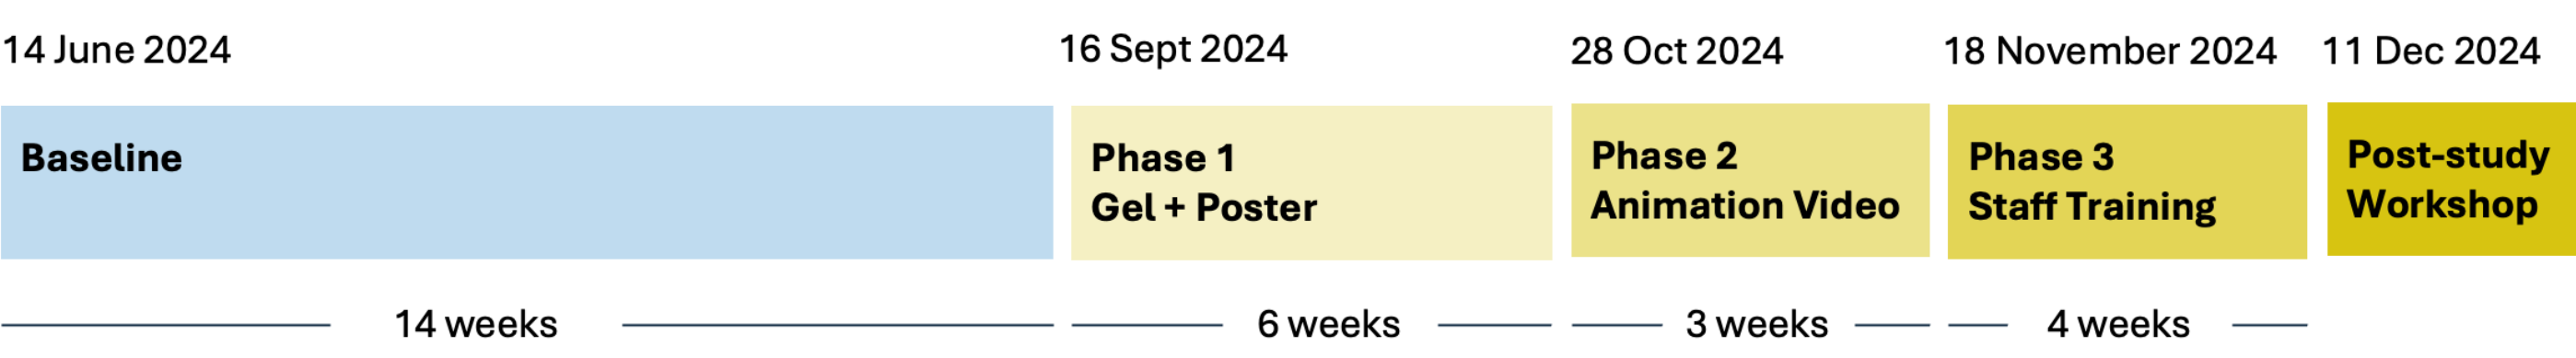 14 June 2024
16 Sept 2024
28 Oct 2024
18 November 2024
11 Dec 2024
Baseline
Phase 1
Gel + Poster
Phase 2
Animation Video
Phase 3
Staff Training
Post-study
Workshop
14 weeks
6 weeks
3 weeks
4 weeks